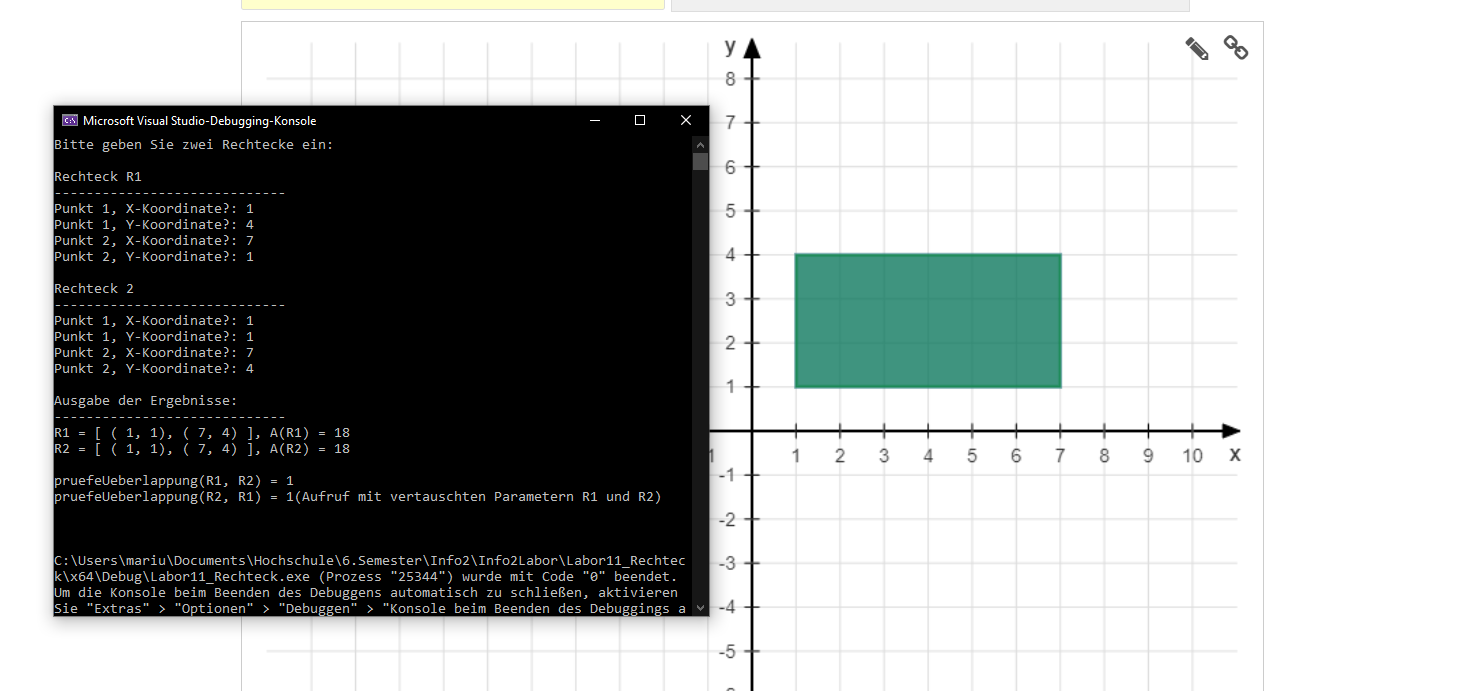 Microsoft Visual Studio-Debugging-Konsole
Bitte geben Sie zwei Rechtecke ein:
Rechteck R1
-----------------------------
Punkt 1, X-Koordinate?: 1
Punkt 1, Y-Koordinate?: 4
Punkt 2, X-Koordinate?: 7
Punkt 2, Y-Koordinate?: 1
Rechteck 2
-----------------------------
Punkt 1, X-Koordinate?: 1
Punkt 1, Y-Koordinate?: 1
Punkt 2, X-Koordinate?: 7
Punkt 2, Y-Koordinate?: 4
Ausgabe der Ergebnisse:
-----------------------------
R1 = [ ( 1, 1), ( 7, 4) ], A(R1) = 18
R2 = [ ( 1, 1), ( 7, 4) ], A(R2) = 18
pruefeUeberlappung(R1, R2) = 1
pruefeUeberlappung(R2, R1) = 1(Aufruf mit vertauschten Parametern R1 und R2)
C:\Users\mariu\Documents\Hochschule\6.Semester\Info2\Info2Labor\Labor11_Rechtec
k\x64\Debug\Labor11_Rechteck.exe (Prozess "25344") wurde mit Code "0" beendet.
Um die Konsole beim Beenden des Debuggens automatisch zu schließen, aktivieren
Sie "Extras" > "Optionen" > "Debuggen" > "Konsole beim Beenden des Debuggings a
y
8
7
6
5
4
3
2
1
1 1 2 3 4 5 6 7 8 9 10 x
-1
-2
-3
-4
-5